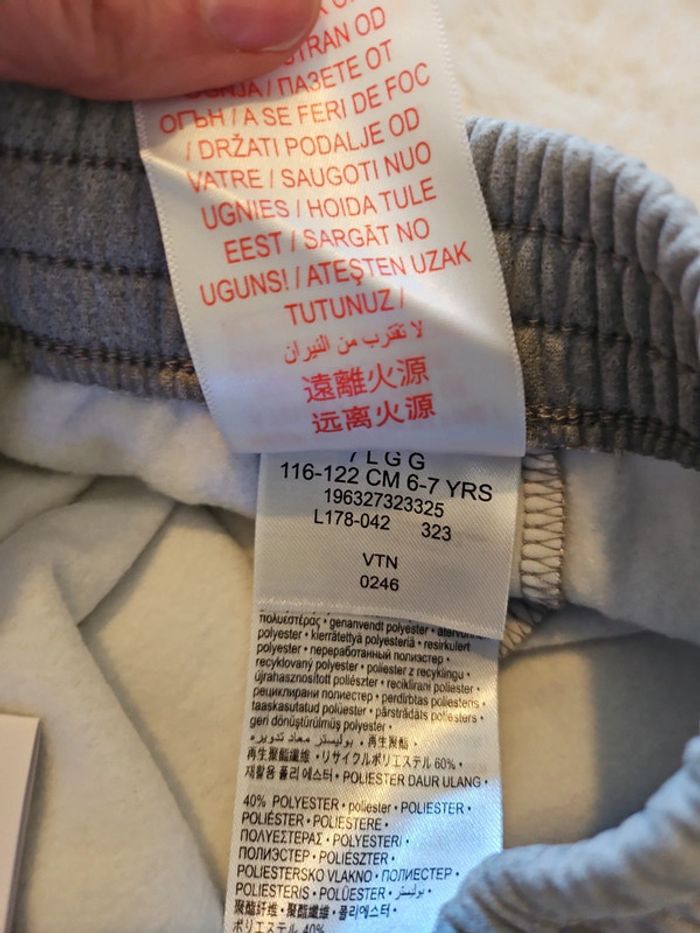 STRAN OD
OGNJA / ПАЗЕТЕ ОТ
ОГЪН / A SE FERI DE FOC
/ DRŽATI PODALJE OD
VATRE / SAUGOTI NUO
UGNIES / HOIDA TULE
EEST / SARGĀT NO
UGUNS! / ATEŞTEN UZAK
TUTUNUZ /
لا تقترب من النيران
遠離火源
远离火源
7 L G G
116-122 CM 6-7 YRS
196327323325
L178-042 323
VTN
0246
πολυεστέρας • genanvendt polyester •
polyester • kierrätettyä polyesteriä • resirkulert
polyester • переработанный полиэстер •
recyklovaný polyester • poliester z recyklingu •
újrahasznosított poliészter • reciklirani poliester •
рециклирани полиестер • perdirbtas poliesteris •
taaskasutatud polüester • pārstrādāts poliesters •
geri dönüştürülmüş polyester •
بوليستر معاد تدويره • 再生聚酯 •
再生聚酯纖維 • リサイクルポリエステル 60% •
재활용 폴리에스터 • POLIESTER DAUR ULANG •
40% POLYESTER • poliester • POLIESTER •
POLIÉSTER • POLIESTERE •
ΠΟΛΥΕΣΤΕΡΑΣ • POLYESTERI •
ПОЛИЭСТЕР • POLIÉSZTER •
POLIESTERSKO VLAKNO • ПОЛИЕСТЕР •
POLIESTERIS • POLÜESTER • بوليستر •
聚酯纤维 • 聚酯纖維 • 폴리에스터 •
ポリエステル 40%